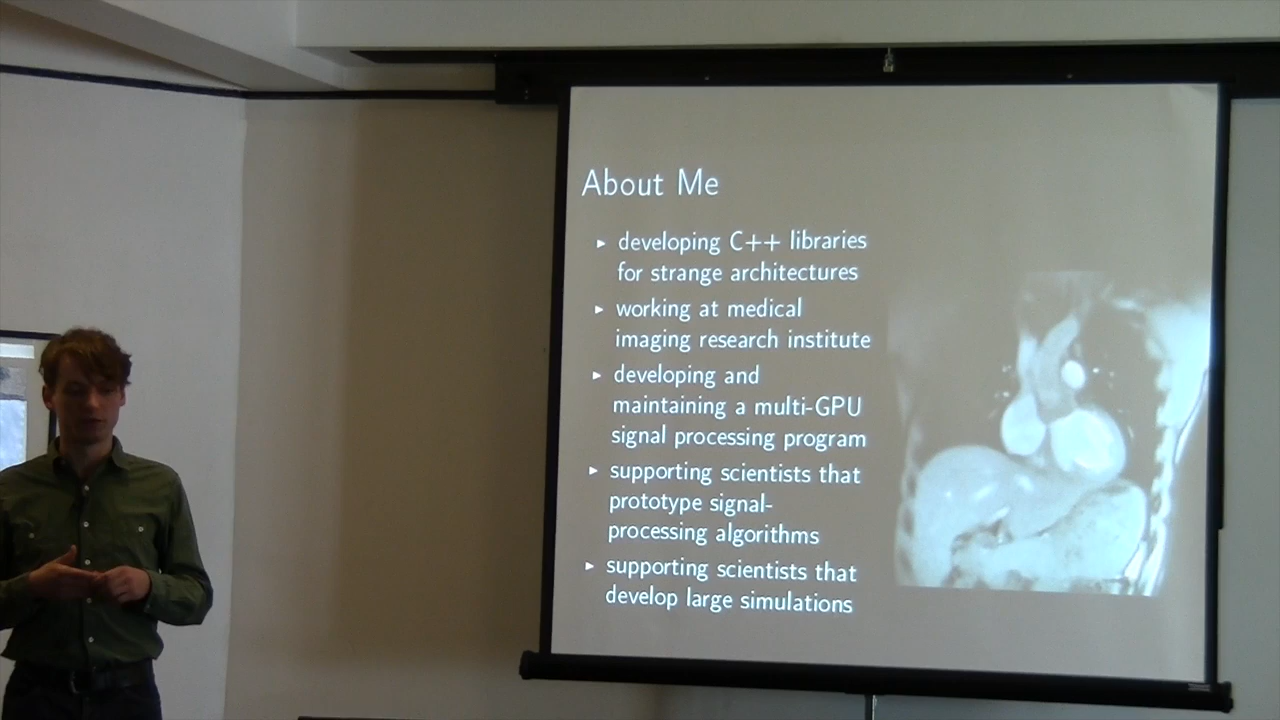 About Me
▸ developing C++ libraries
for strange architectures
▸ working at medical
imaging research institute
▸ developing and
maintaining a multi-GPU
signal processing program
▸ supporting scientists that
prototype signal-
processing algorithms
▸ supporting scientists that
develop large simulations